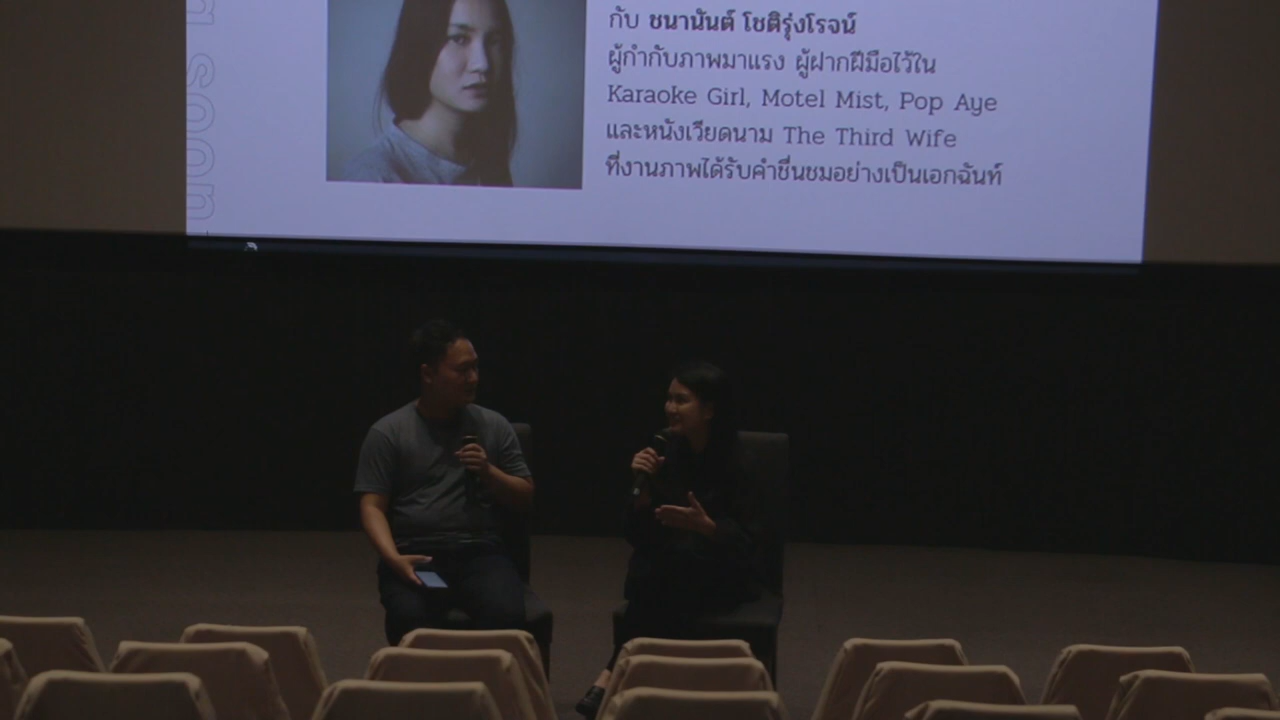 กับ ชนานันต์ โชติรุ่งโรจน์
ผู้กำกับภาพมาแรง ผู้ฝากฝีมือไว้ใน
Karaoke Girl, Motel Mist, Pop Aye
และหนังเวียดนาม The Third Wife
ที่งานภาพได้รับคำชื่นชมอย่างเป็นเอกฉันท์
soon